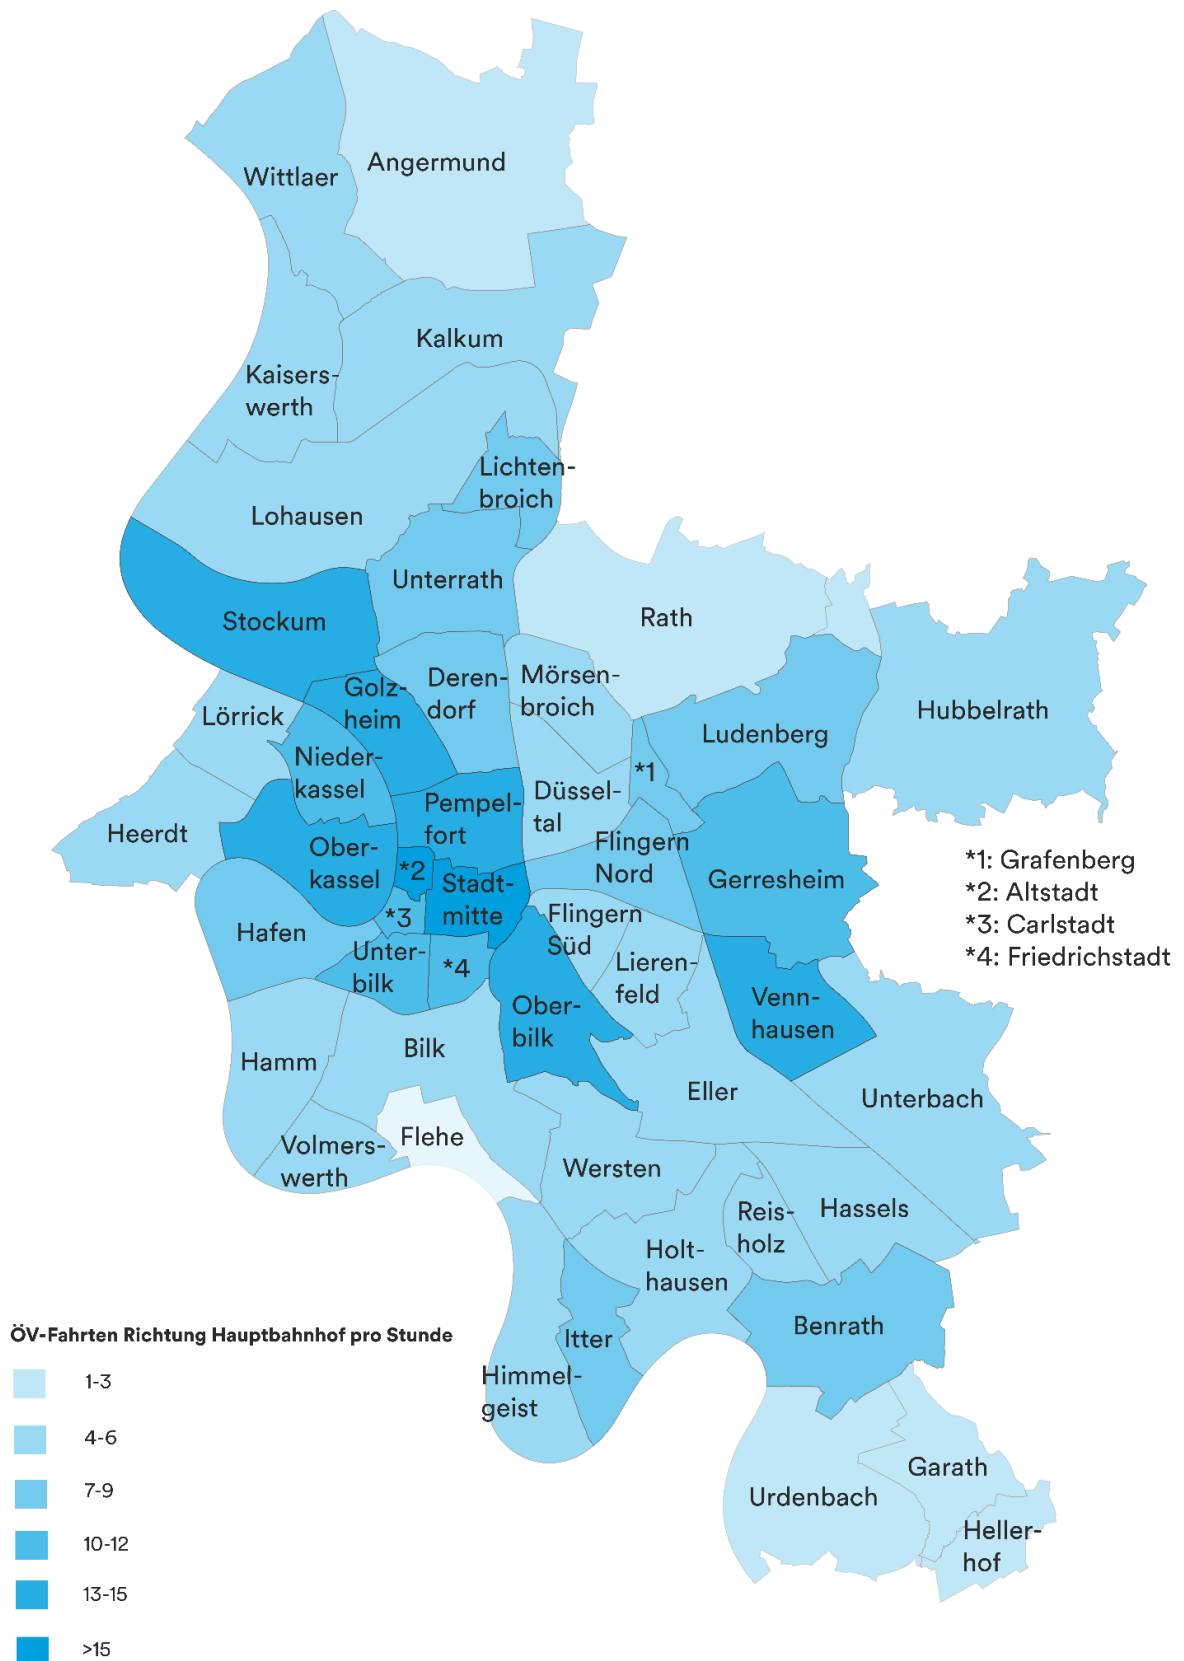 Angermund
Wittlaer
Kalkum
Kaisers-
werth
Lichten-
broich
Lohausen
Unterrath
Stockum
Rath
Mörsen-
broich
Deren-
dorf
Golz-
heim
Lörrick
Hubbelrath
Ludenberg
Nieder-
kassel
*1
Düssel-
tal
Pempel-
fort
Heerdt
Ober-
kassel
*2
Flingern
Nord
Gerresheim
Stadt-
mitte
*3
*1: Grafenberg
*2: Altstadt
*3: Carlstadt
*4: Friedrichstadt
Hafen
Flingern
Süd
Unter-
bilk
*4
Lieren-
feld
Venn-
hausen
Ober-
bilk
Bilk
Hamm
Eller
Unterbach
Flehe
Volmers-
werth
Wersten
Reis-
holz
Hassels
Holt-
hausen
Benrath
Itter
Himmel-
geist
Garath
Urdenbach
Heller-
hof
ÖV-Fahrten Richtung Hauptbahnhof pro Stunde
1-3
4-6
7-9
10-12
13-15
>15